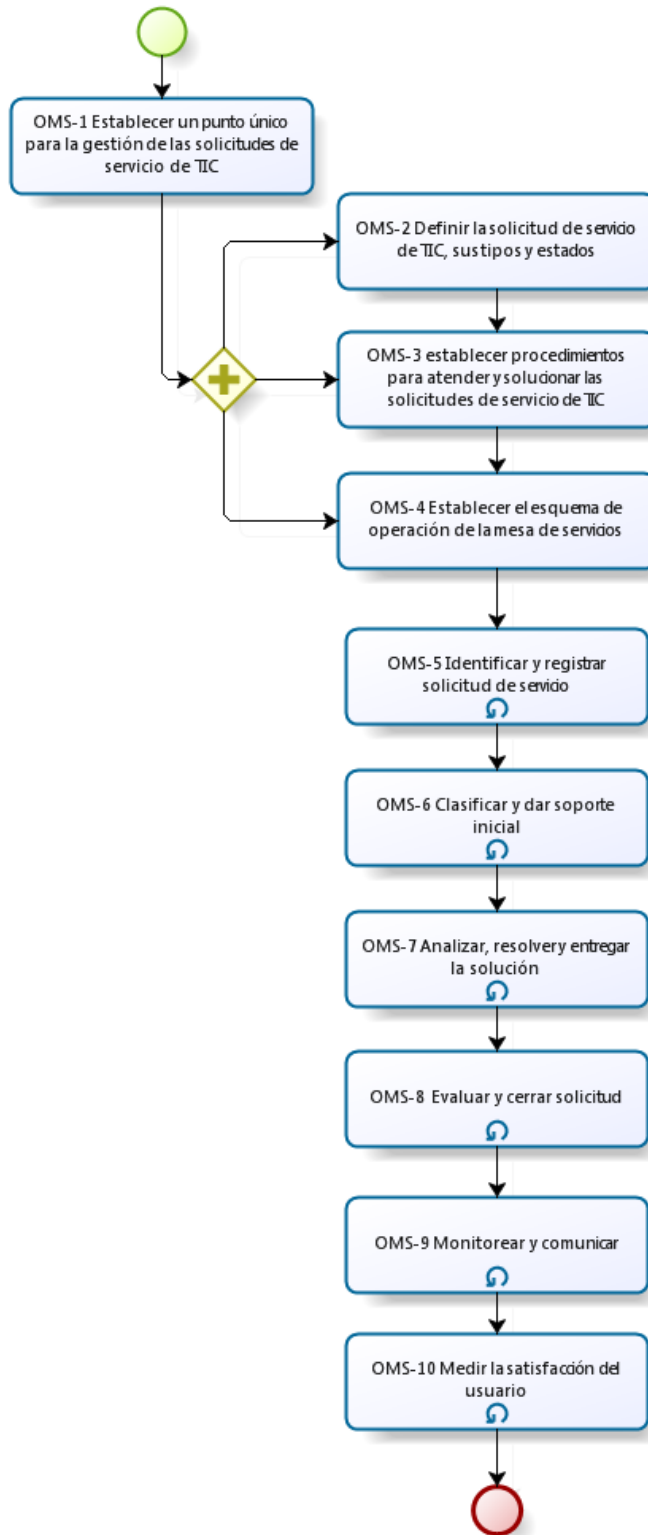 OMS-1 Establecer un punto único
para la gestión de las solicitudes de
servicio de TIC
OMS-2 Definir la solicitud de servicio
de TIC, sus tipos y estados
OMS-3 establecer procedimientos
para atender y solucionar las
solicitudes de servicio de TIC
OMS-4 Establecer el esquema de
operación de la mesa de servicios
OMS-5 Identificar y registrar
solicitud de servicio
OMS-6 Clasificar y dar soporte
inicial
OMS-7 Analizar, resolver y entregar
la solución
OMS-8 Evaluar y cerrar solicitud
OMS-9 Monitorear y comunicar
OMS-10 Medir la satisfacción del
usuario